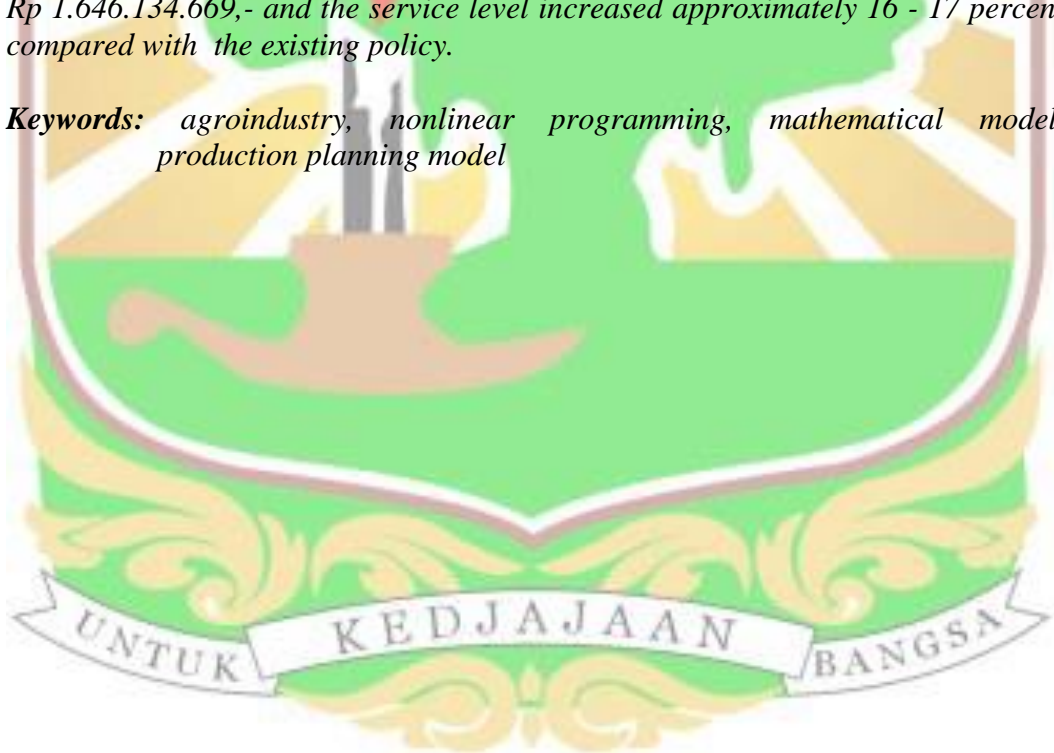 Rp 1.646.134.669,- and the service level increased approximately 16 - 17 percent
compared with the existing policy.
Keywords: agroindustry, nonlinear programming, mathematical model
production planning model
UNTUK KEDJAJAAN BANGSA